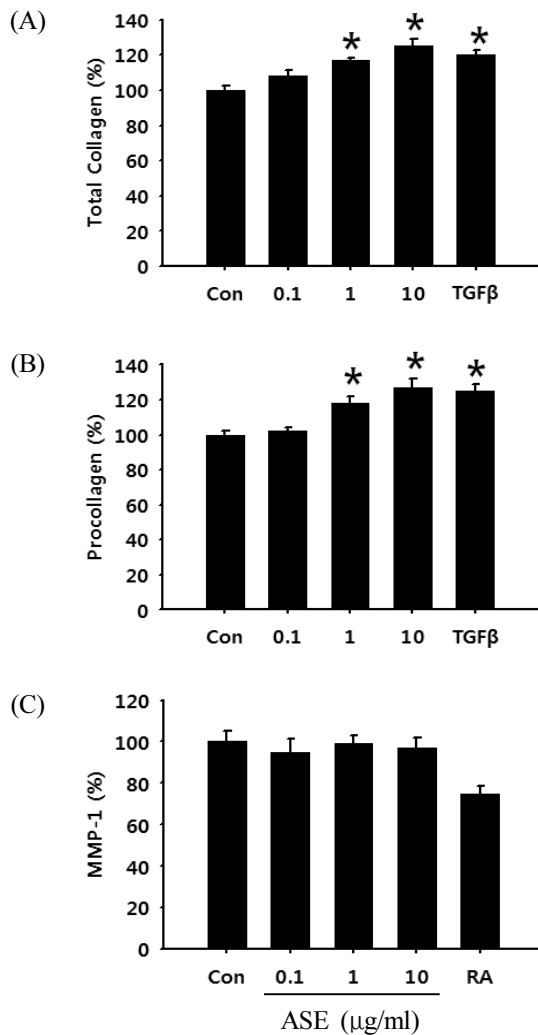 (A)
Total Collagen (%)
140
120
100
80
60
40
20
0
* * *
Con 0.1 1 10 TGFβ
(B)
Procollagen (%)
140
120
100
80
60
40
20
0
* * *
Con 0.1 1 10 TGFβ
(C)
MMP-1 (%)
120
100
80
60
40
20
0
Con 0.1 1 10 RA
ASE (μg/ml)